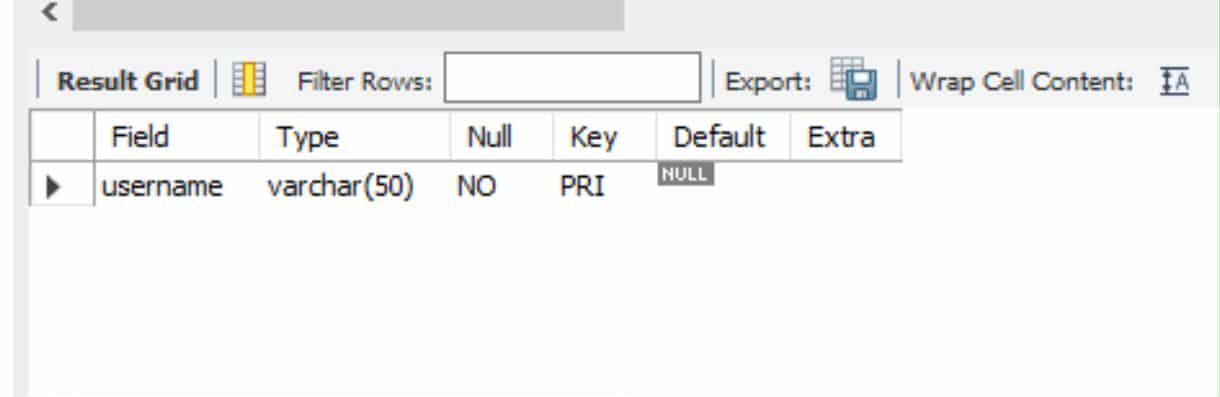 Result Grid Filter Rows: Export: Wrap Cell Content: A
Field Type Null Key Default Extra
username varchar(50) NO PRI NULL